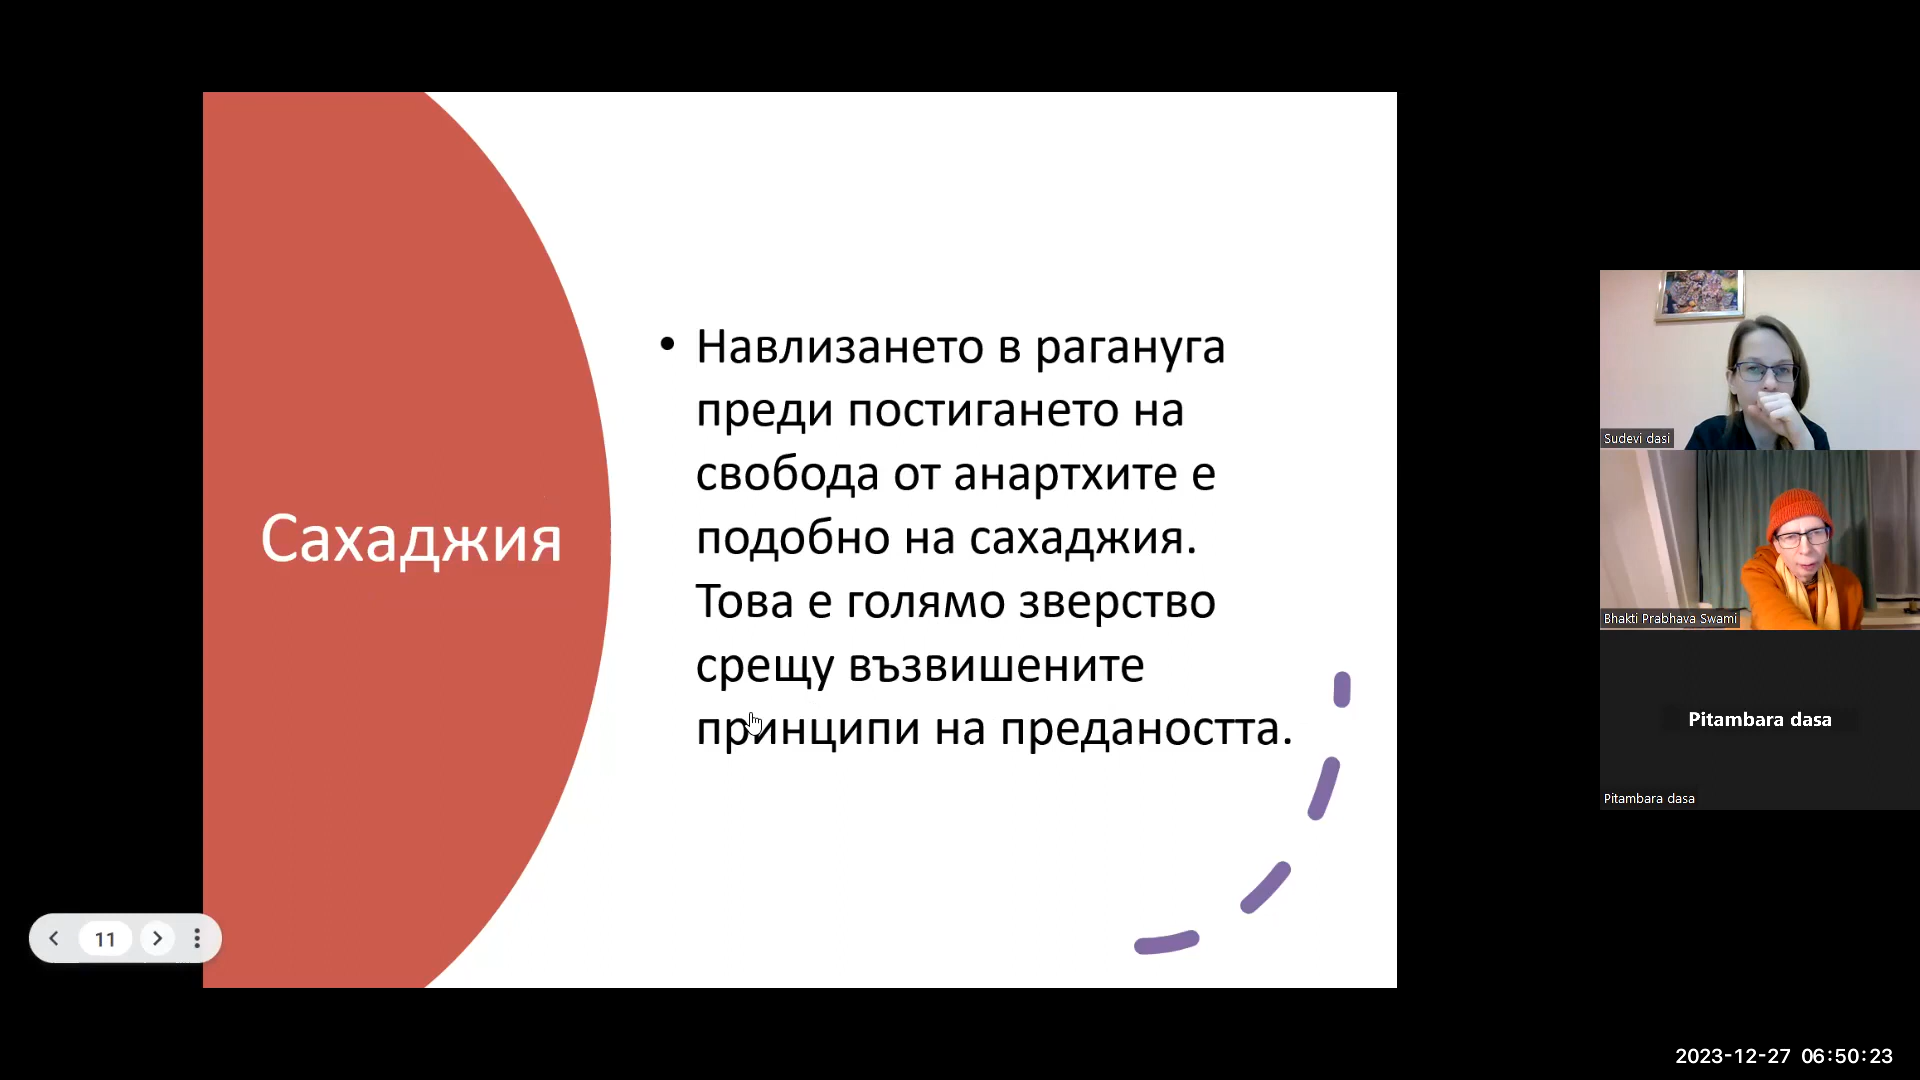 Сахаджия
• Навлизането в рагануга
преди постигането на
свобода от анартхите е
подобно на сахаджия.
Това е голямо зверство
срещу възвишените
принципи на предаността.
11
Sudevi dasi
Bhakti Prabhava Swami
Pitambara dasa
Pitambara dasa
2023-12-27 06:50:23